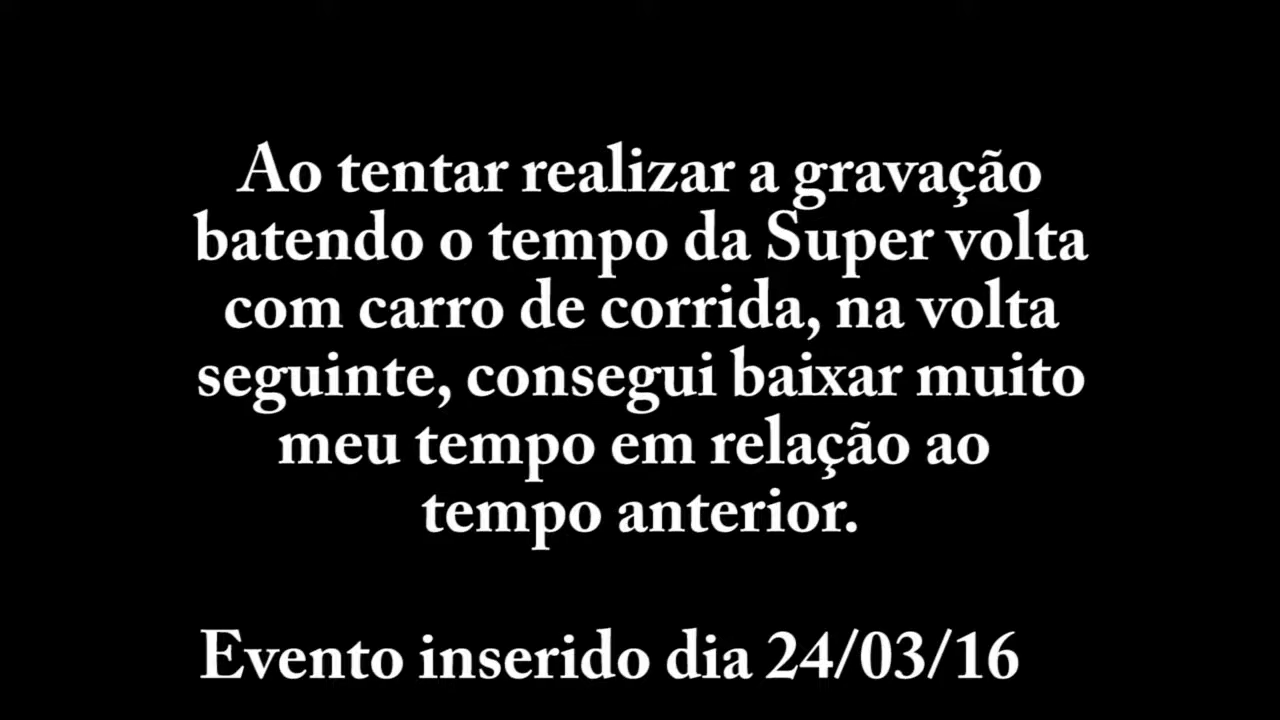 Ao tentar realizar a gravação
batendo o tempo da Super volta
com carro de corrida, na volta
seguinte, consegui baixar muito
meu tempo em relação ao
tempo anterior.
Evento inserido dia 24/03/16